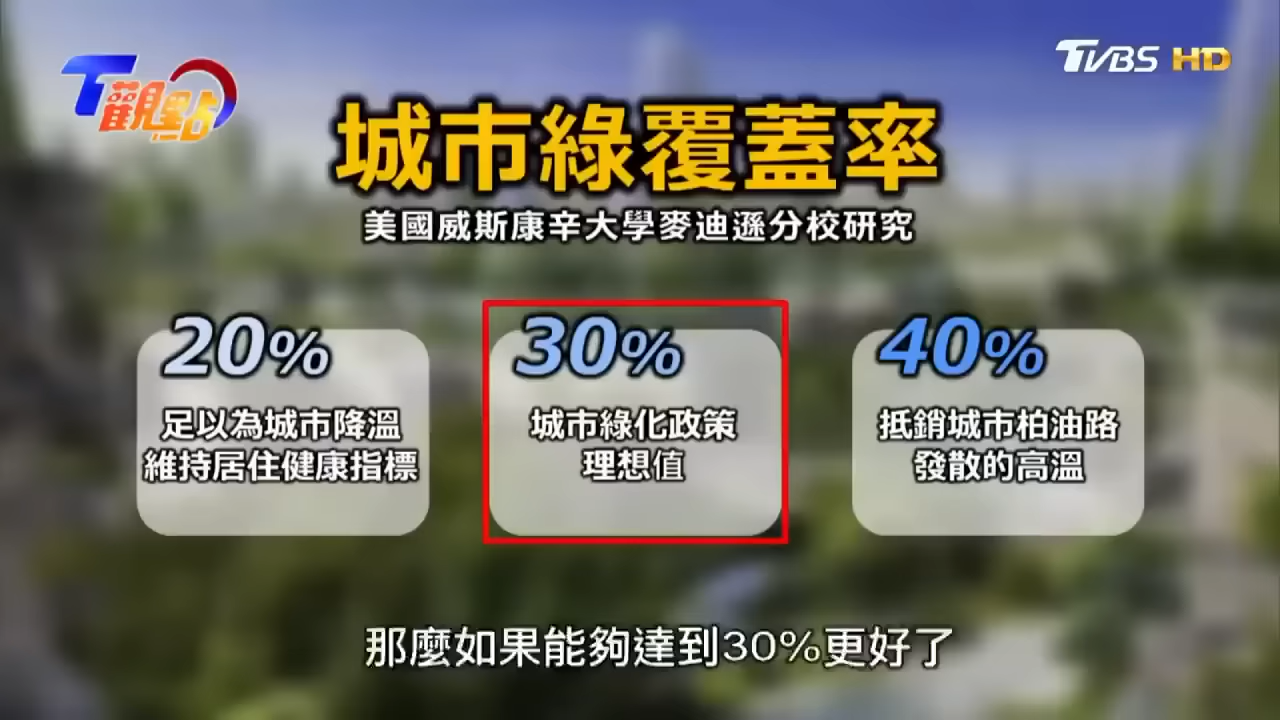 T觀點
TVBS HD
城市綠覆蓋率
美國威斯康辛大學麥迪遜分校研究
20%
足以為城市降溫
維持居住健康指標
30%
城市綠化政策
理想值
40%
抵銷城市柏油路
發散的高溫
那麼如果能夠達到30%更好了